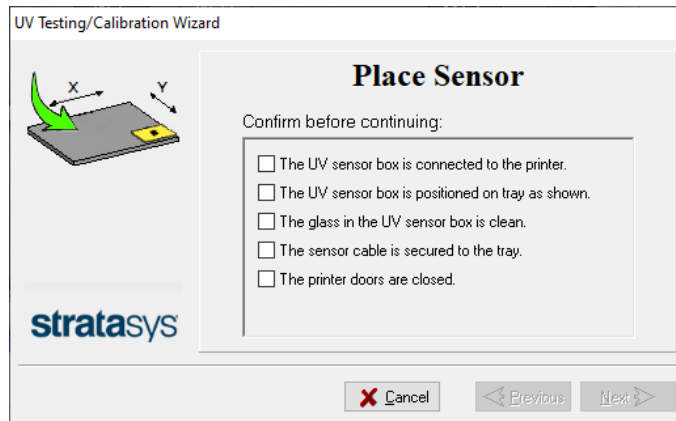 UV Testing/Calibration Wizard
X
Y
Place Sensor
Confirm before continuing:
The UV sensor box is connected to the printer.
The UV sensor box is positioned on tray as shown.
The glass in the UV sensor box is clean.
The sensor cable is secured to the tray.
The printer doors are closed.
stratasys
Cancel
Previous
Next